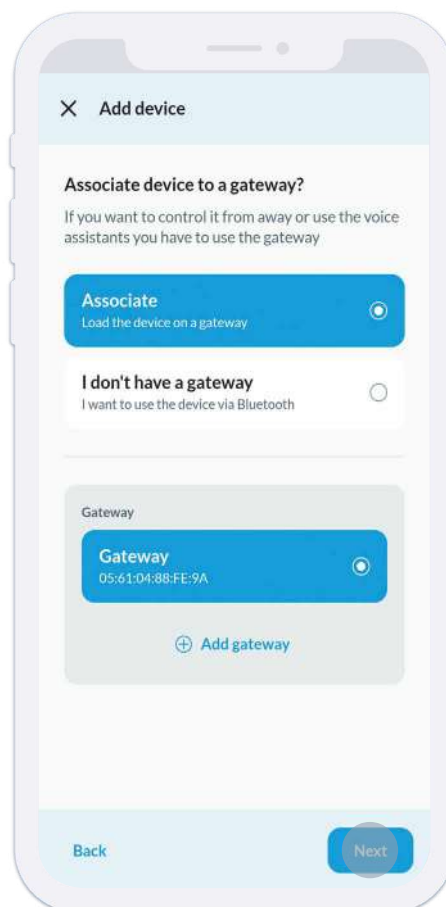 Add device
Associate device to a gateway?
If you want to control it from away or use the voice
assistants you have to use the gateway
Associate
Load the device on a gateway
I don't have a gateway
I want to use the device via Bluetooth
Gateway
Gateway
05:61:04:88:FE:9A
Add gateway
Back
Next